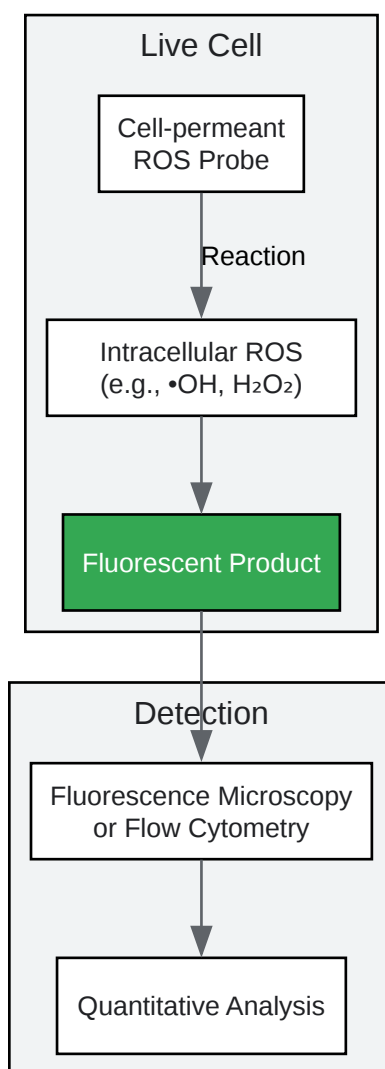 Live Cell
Cell-permeant
ROS Probe
Reaction
Intracellular ROS
(e.g., •OH, H₂O₂)
Fluorescent Product
Detection
Fluorescence Microscopy
or Flow Cytometry
Quantitative Analysis